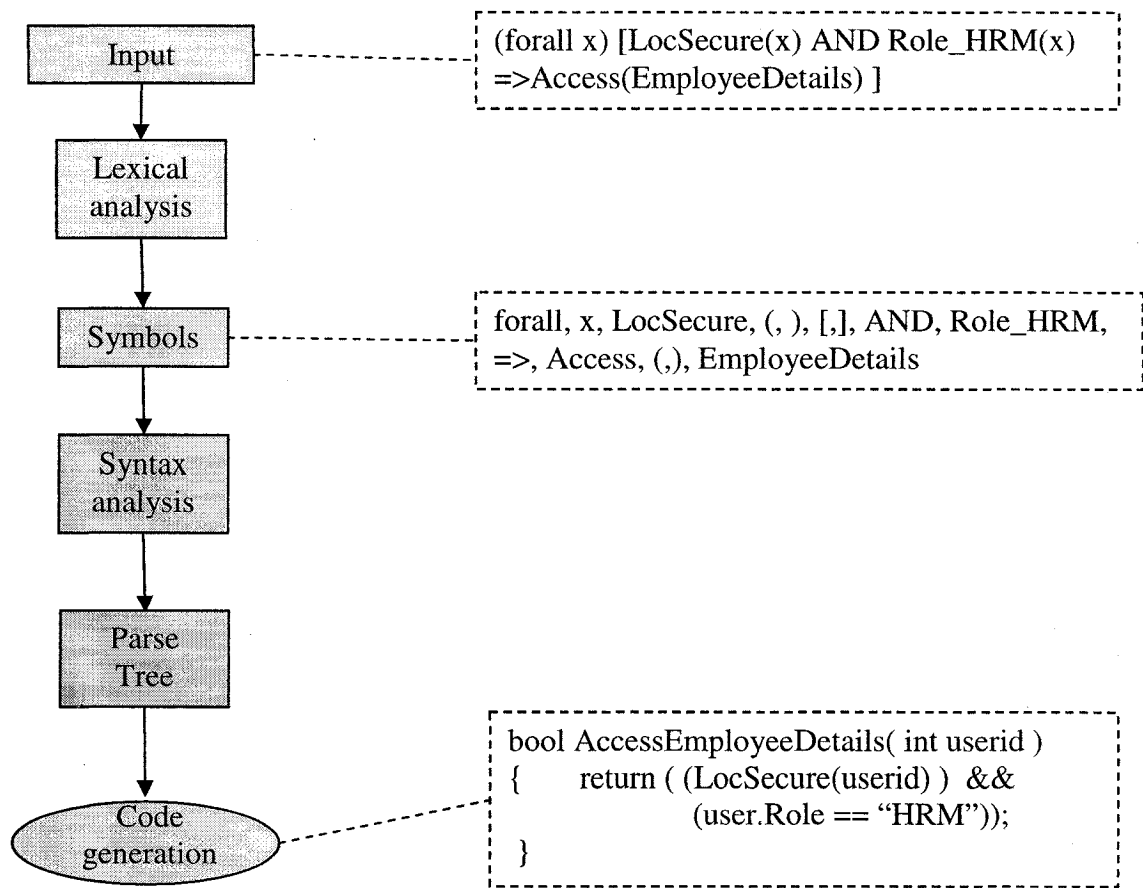 Input
(forall x) [LocSecure(x) AND Role_HRM(x)
=>Access(EmployeeDetails) ]
Lexical
analysis
Symbols
forall, x, LocSecure, (, ), [,], AND, Role_HRM,
=>, Access, (,), EmployeeDetails
Syntax
analysis
Parse
Tree
Code
generation
bool AccessEmployeeDetails( int userid )
{ return ( (LocSecure(userid) ) &&
(user.Role == “HRM”));
}